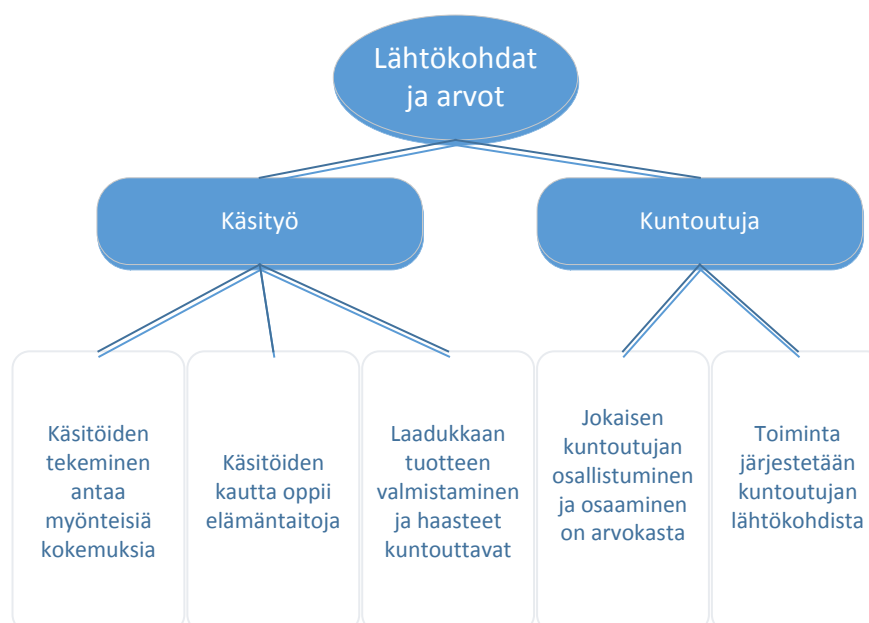 Lähtökohdat
ja arvot
Käsityö
Kuntoutuja
Käsitöiden
tekeminen
antaa
myönteisiä
kokemuksia
Käsitöiden
kautta oppii
elämäntaitoja
Laadukkaan
tuotteen
valmistaminen
ja haasteet
kuntouttavat
Jokaisen
kuntoutujan
osallistuminen
ja osaaminen
on arvokasta
Toiminta
järjestetään
kuntoutujan
lähtökohdista